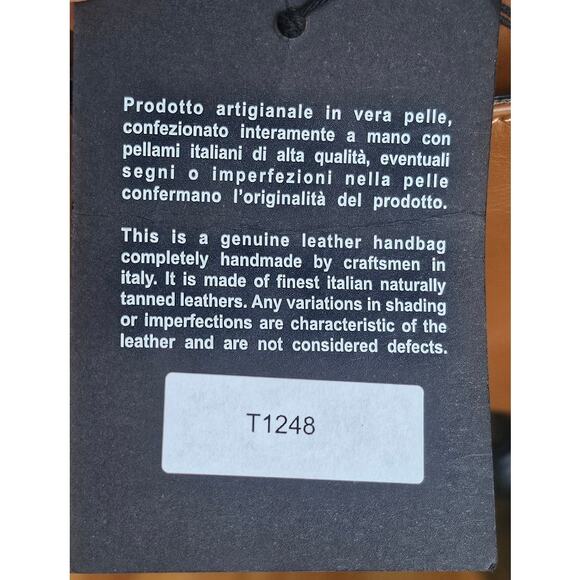 Prodotto artigianale in vera pelle,
confezionato interamente a mano con
pellami italiani di alta qualità, eventuali
segni o imperfezioni nella pelle
confermano l'originalità del prodotto.
This is a genuine leather handbag
completely handmade by craftsmen in
italy. It is made of finest italian naturally
tanned leathers. Any variations in shading
or imperfections are characteristic of the
leather and are not considered defects.
T1248